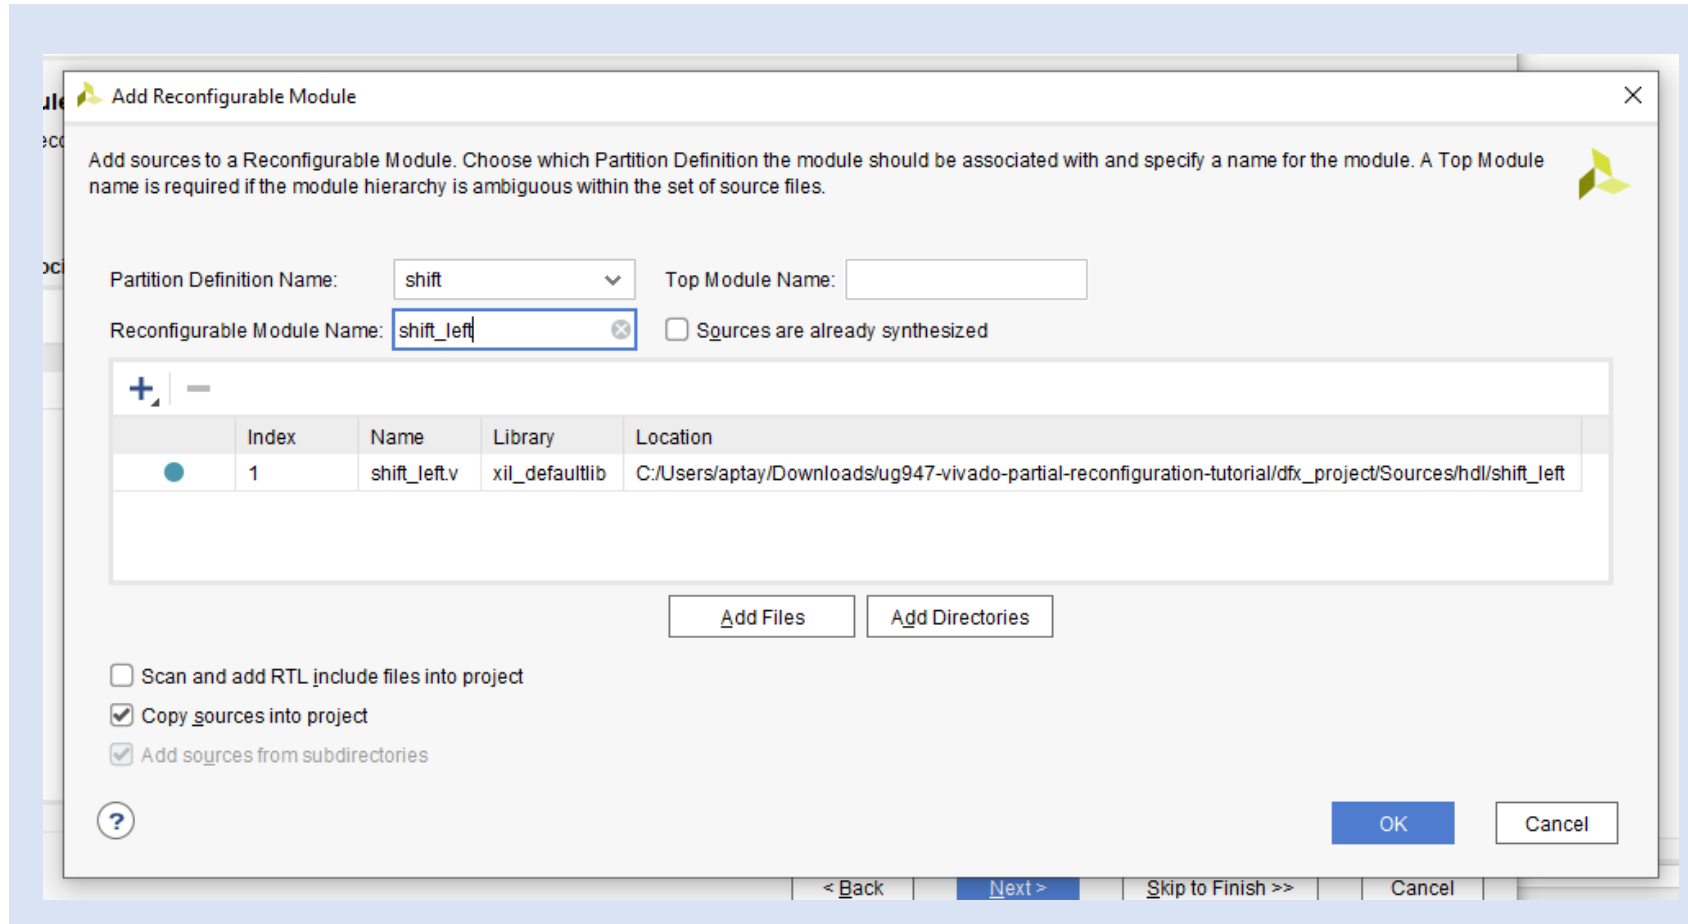 Add Reconfigurable Module
Add sources to a Reconfigurable Module. Choose which Partition Definition the module should be associated with and specify a name for the module. A Top Module
name is required if the module hierarchy is ambiguous within the set of source files.
Partition Definition Name: shift Top Module Name:
Reconfigurable Module Name: shift_left Sources are already synthesized
Index Name Library Location
1 shift_left.v xil_defaultlib C:/Users/aptay/Downloads/ug947-vivado-partial-reconfiguration-tutorial/dfx_project/Sources/hdl/shift_left
Add Files Add Directories
Scan and add RTL include files into project
Copy sources into project
Add sources from subdirectories
?
OK Cancel
< Back Next > Skip to Finish >> Cancel